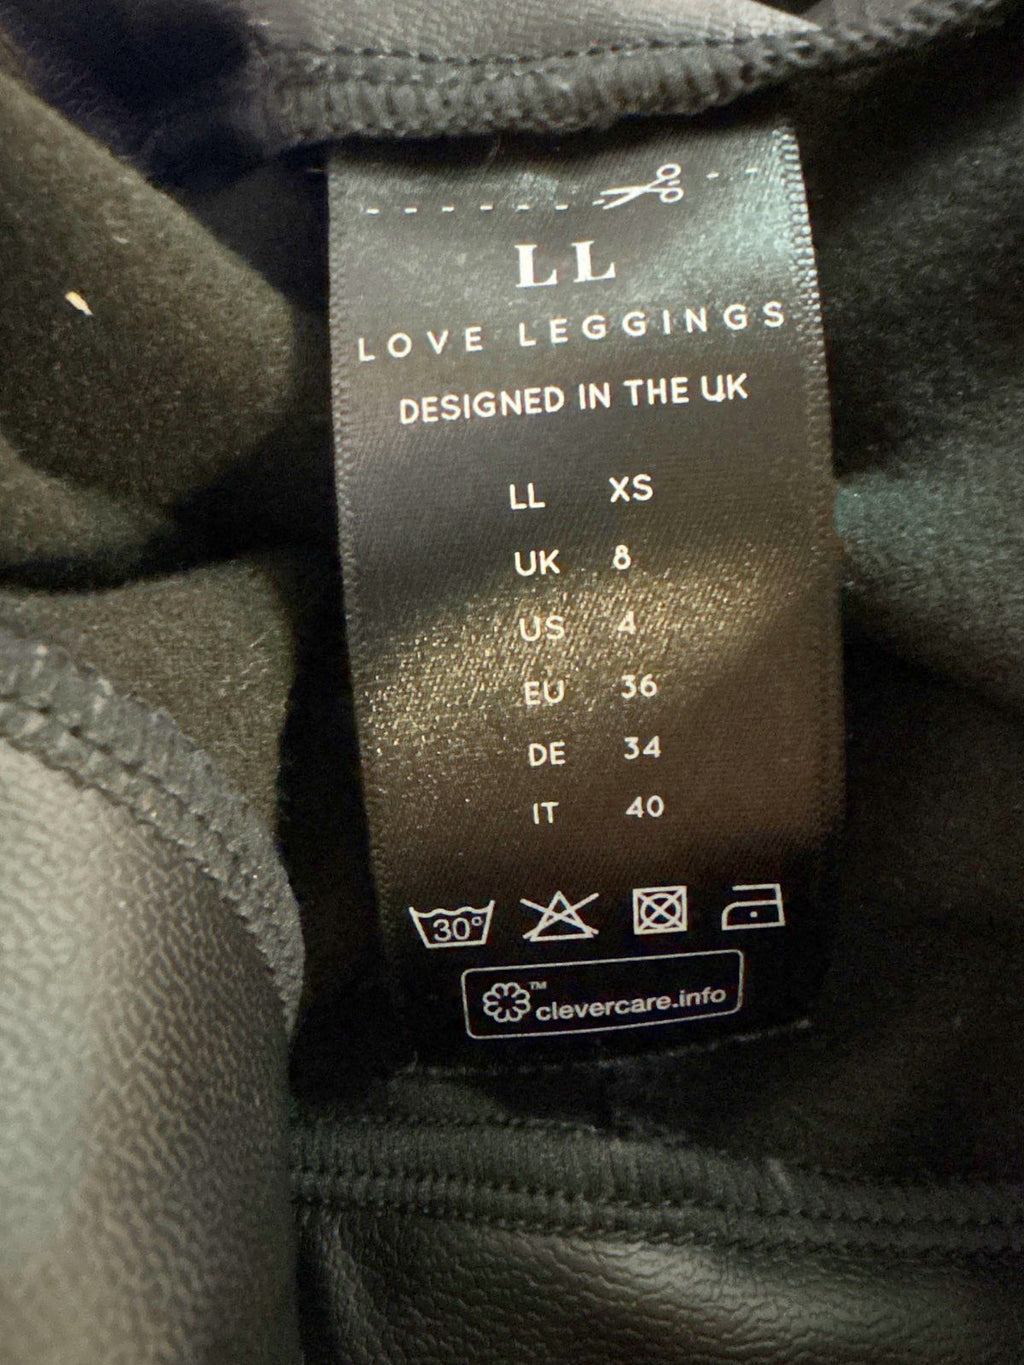 LL
LOVE LEGGINGS
DESIGNED IN THE UK
LL XS
UK 8
US 4
EU 36
DE 34
IT 40
30°
™clevercare.info